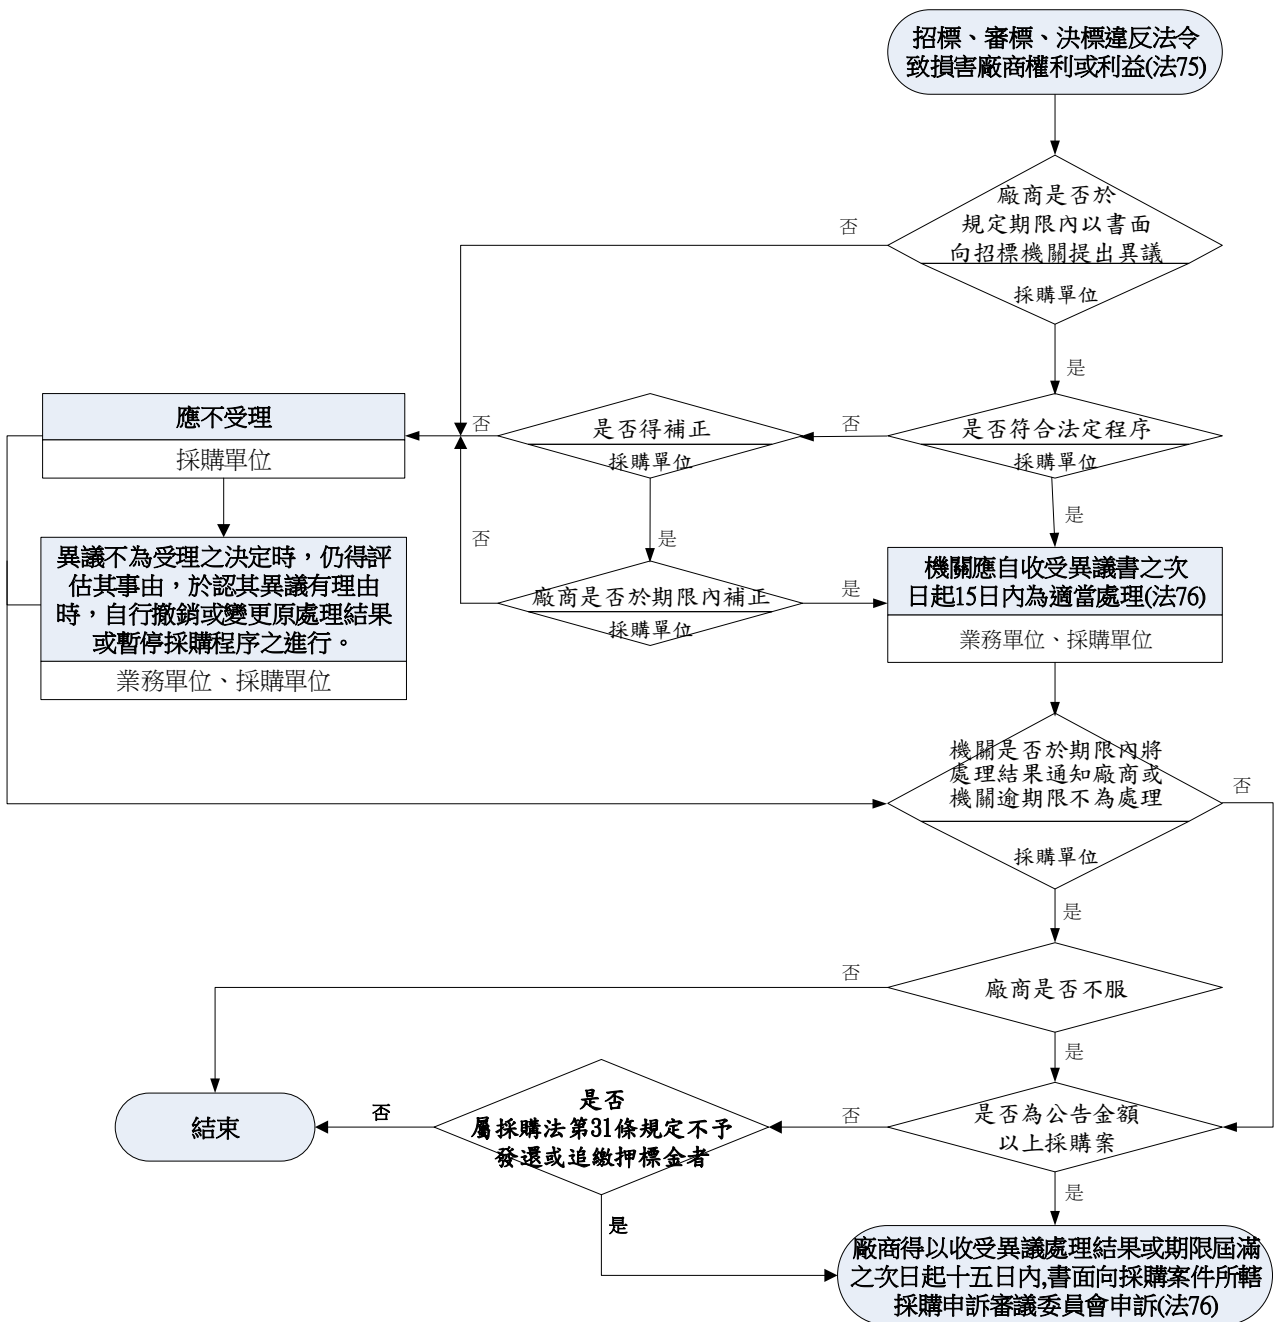 招標、審標、決標違反法令
致損害廠商權利或利益(法75)
廠商是否於
規定期限內以書面
向招標機關提出異議
採購單位
否
是
應不受理
採購單位
否
是否得補正
採購單位
否
是否符合法定程序
採購單位
是
是
異議不為受理之決定時，仍得評
估其事由，於認其異議有理由
時，自行撤銷或變更原處理結果
或暫停採購程序之進行。
業務單位、採購單位
否
廠商是否於期限內補正
採購單位
是
機關應自收受異議書之次
日起15日內為適當處理(法76)
業務單位、採購單位
機關是否於期限內將
處理結果通知廠商或
機關逾期限不為處理
採購單位
否
是
否
廠商是否不服
是
結束
否
是否
屬採購法第31條規定不予
發還或追繳押標金者
否
是否為公告金額
以上採購案
是
是
廠商得以收受異議處理結果或期限屆滿
之次日起十五日內,書面向採購案件所轄
採購申訴審議委員會申訴(法76)